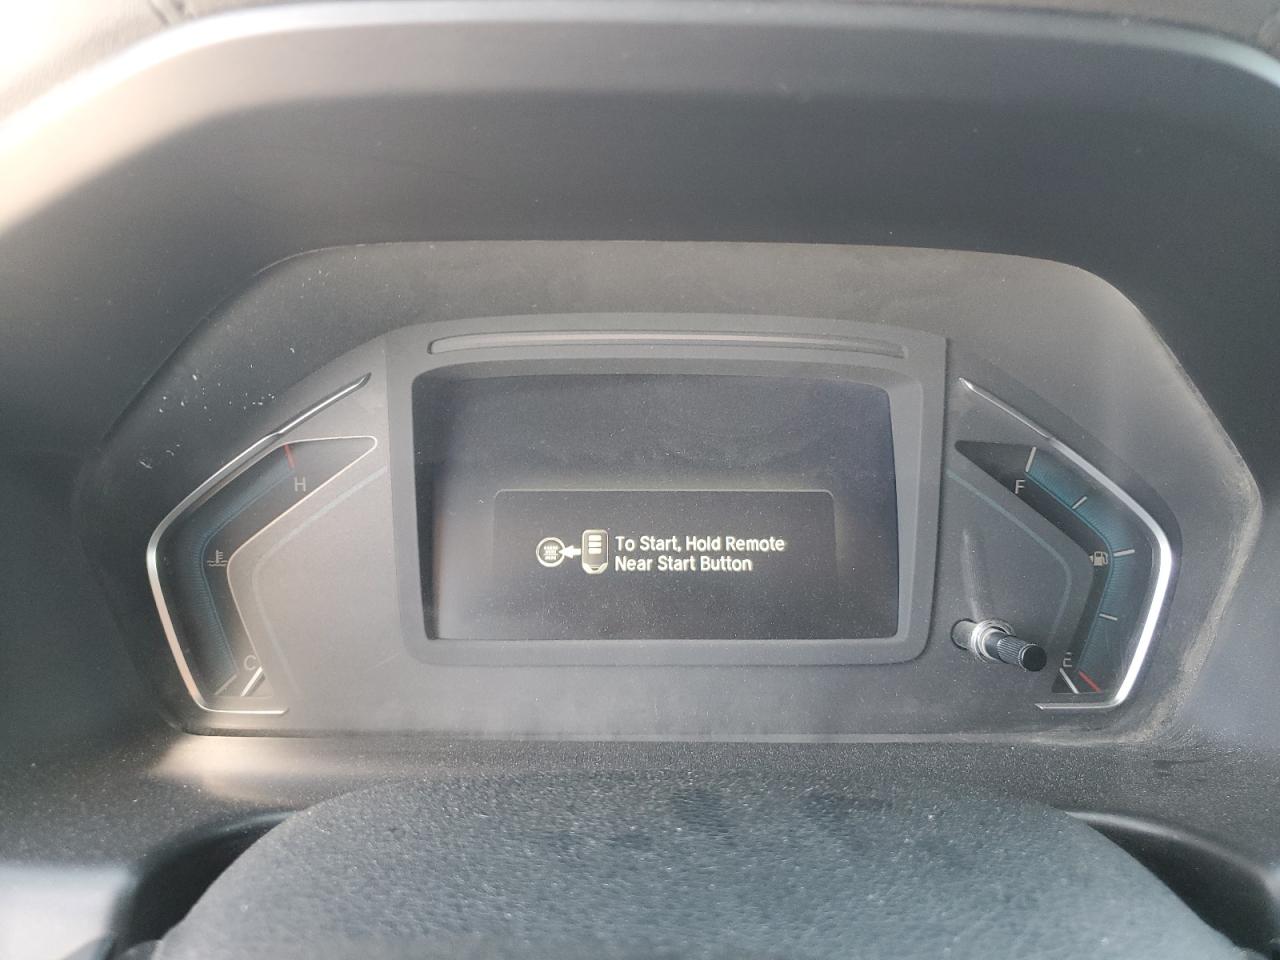 H
C
To Start, Hold Remote
Near Start Button
F
E